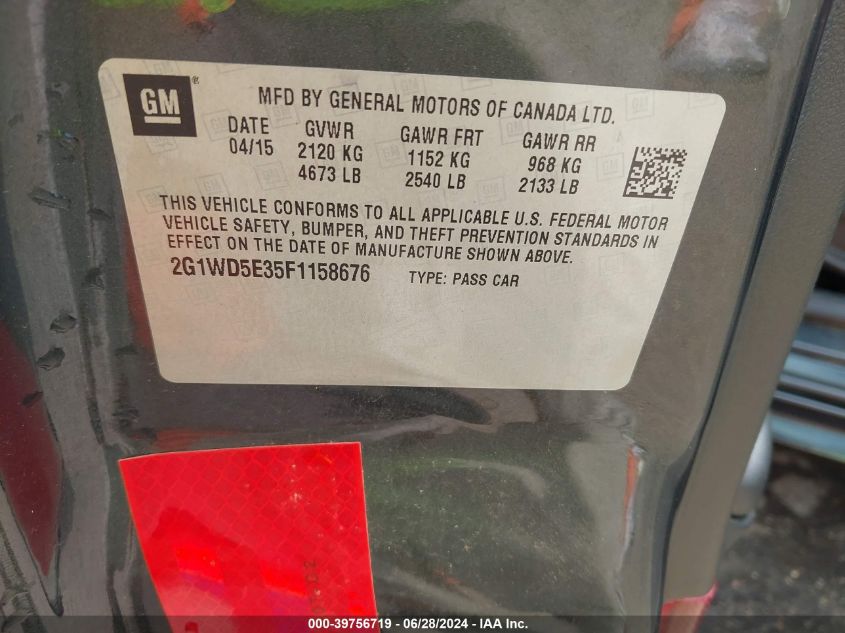 GM ®
MFD BY GENERAL MOTORS OF CANADA LTD.
DATE GVWR GAWR FRT GAWR RR
04/15 2120 KG 1152 KG 968 KG
4673 LB 2540 LB 2133 LB
THIS VEHICLE CONFORMS TO ALL APPLICABLE U.S. FEDERAL MOTOR
VEHICLE SAFETY, BUMPER, AND THEFT PREVENTION STANDARDS IN
EFFECT ON THE DATE OF MANUFACTURE SHOWN ABOVE.
2G1WD5E35F1158676 TYPE: PASS CAR
000-39756719 - 06/28/2024 - IAA Inc.